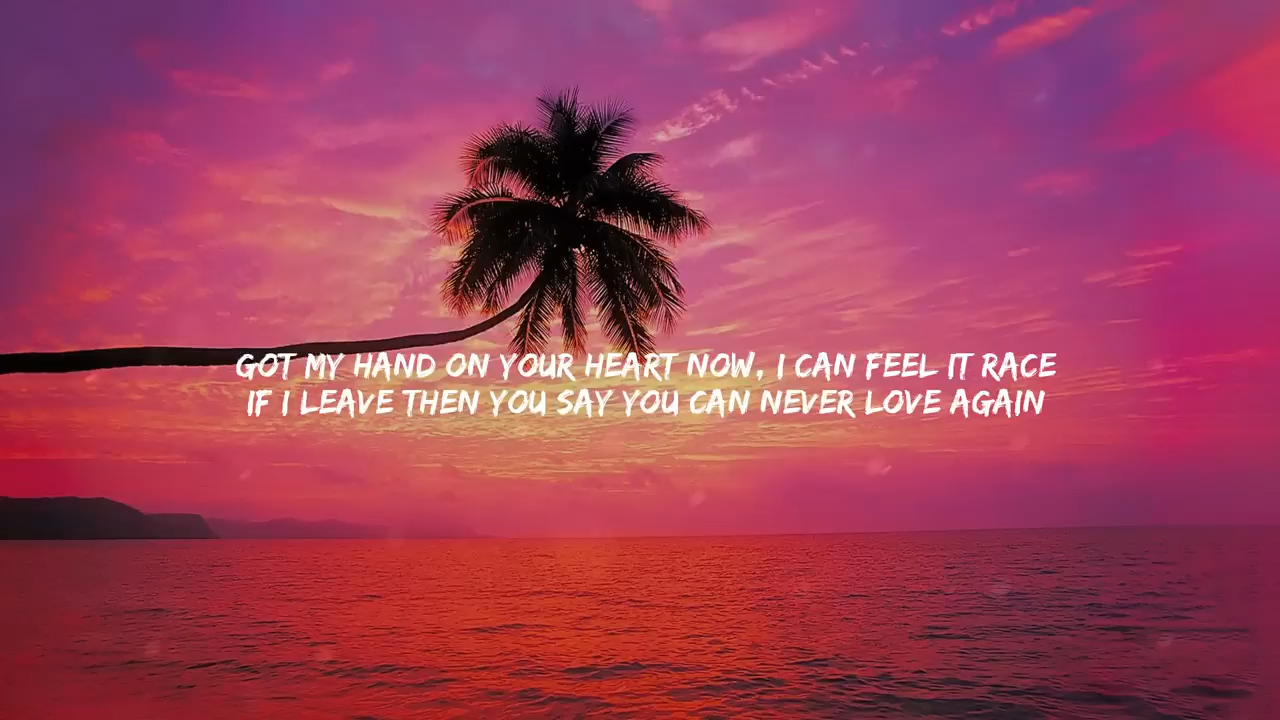 GOT MY HAND ON YOUR HEART NOW, I CAN FEEL IT RACE
IF I LEAVE THEN YOU SAY YOU CAN NEVER LOVE AGAIN